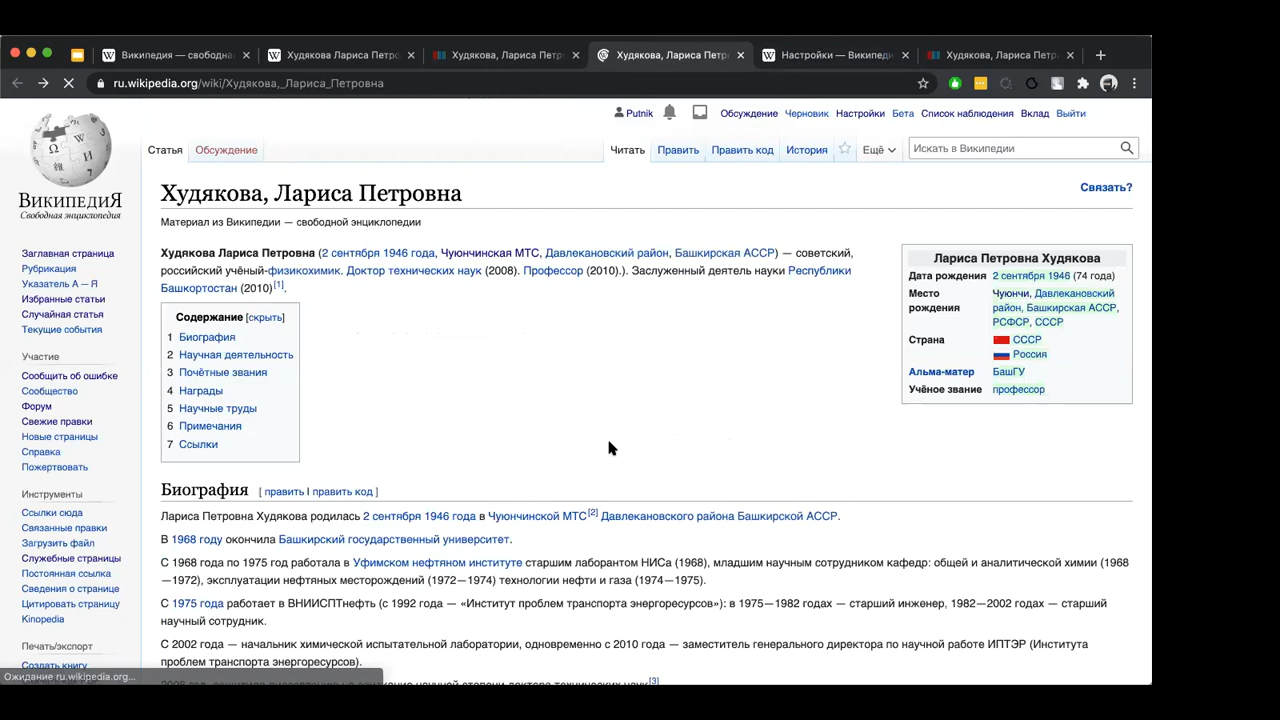 Википедия — свободна
Худякова Лариса Петро
Худякова, Лариса Петр
Худякова, Лариса Петр
Настройки — Википеди
Худякова, Лариса Петр
ru.wikipedia.org/wiki/Худякова,_Лариса_Петровна
Putnik Обсуждение Черновик Настройки Бета Список наблюдения Вклад Выйти
Статья Обсуждение Читать Править Править код История Ещё Искать в Википедии
ВИКИПЕДИЯ
Свободная энциклопедия
Заглавная страница
Рубрикация
Указатель А — Я
Избранные статьи
Случайная статья
Текущие события
Участие
Сообщить об ошибке
Сообщество
Форум
Свежие правки
Новые страницы
Справка
Пожертвовать
Инструменты
Ссылки сюда
Связанные правки
Загрузить файл
Служебные страницы
Постоянная ссылка
Сведения о странице
Цитировать страницу
Kinopedia
Печать/экспорт
Создать книгу
Ожидание ru.wikipedia.org...
Худякова, Лариса Петровна
Связать?
Материал из Википедии — свободной энциклопедии
Худякова Лариса Петровна (2 сентября 1946 года, Чуюнчинская МТС, Давлекановский район, Башкирская АССР) — советский,
российский учёный-физикохимик. Доктор технических наук (2008). Профессор (2010).). Заслуженный деятель науки Республики
Башкортостан (2010)[1].
Содержание [скрыть]
1 Биография
2 Научная деятельность
3 Почётные звания
4 Награды
5 Научные труды
6 Примечания
7 Ссылки
Лариса Петровна Худякова
Дата рождения 2 сентября 1946 (74 года)
Место Чуюнчи, Давлекановский
рождения район, Башкирская АССР,
РСФСР, СССР
Страна СССР
Россия
Альма-матер БашГУ
Учёное звание профессор
Биография [ править | править код ]
Лариса Петровна Худякова родилась 2 сентября 1946 года в Чуюнчинской МТС[2] Давлекановского района Башкирской АССР.
В 1968 году окончила Башкирский государственный университет.
С 1968 года по 1975 год работала в Уфимском нефтяном институте старшим лаборантом НИСа (1968), младшим научным сотрудником кафедр: общей и аналитической химии (1968
—1972), эксплуатации нефтяных месторождений (1972—1974) технологии нефти и газа (1974—1975).
С 1975 года работает в ВНИИСПТнефть (с 1992 года — «Институт проблем транспорта энергоресурсов»): в 1975—1982 годах — старший инженер, 1982—2002 годах — старший
научный сотрудник.
С 2002 года — начальник химической испытательной лаборатории, одновременно с 2010 года — заместитель генерального директора по научной работе ИПТЭР (Института
проблем транспорта энергоресурсов).